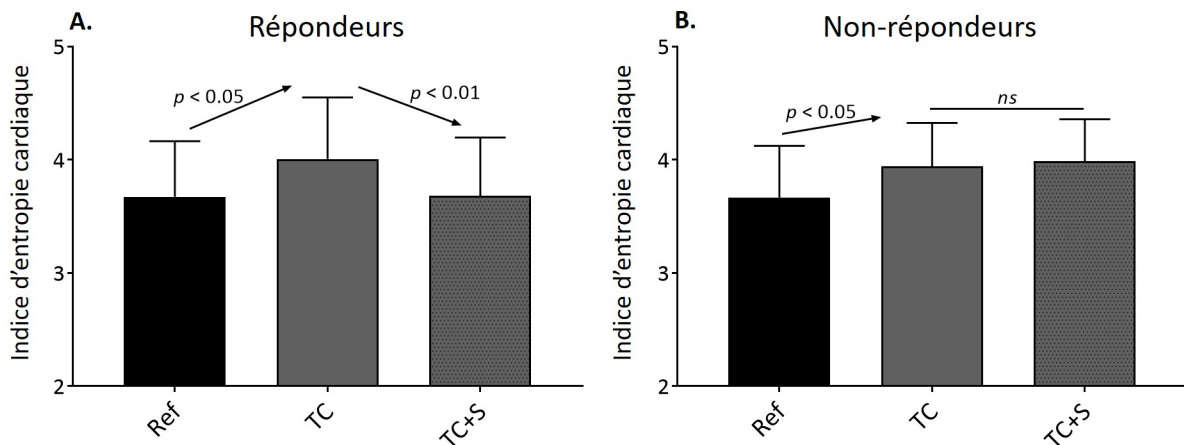 A.
Répondeurs
Indice d'entropie cardiaque
5
4
3
2
p < 0.05
p < 0.01
Ref
TC
TC+S
B.
Non-répondeurs
Indice d'entropie cardiaque
5
4
3
2
p < 0.05
ns
Ref
TC
TC+S